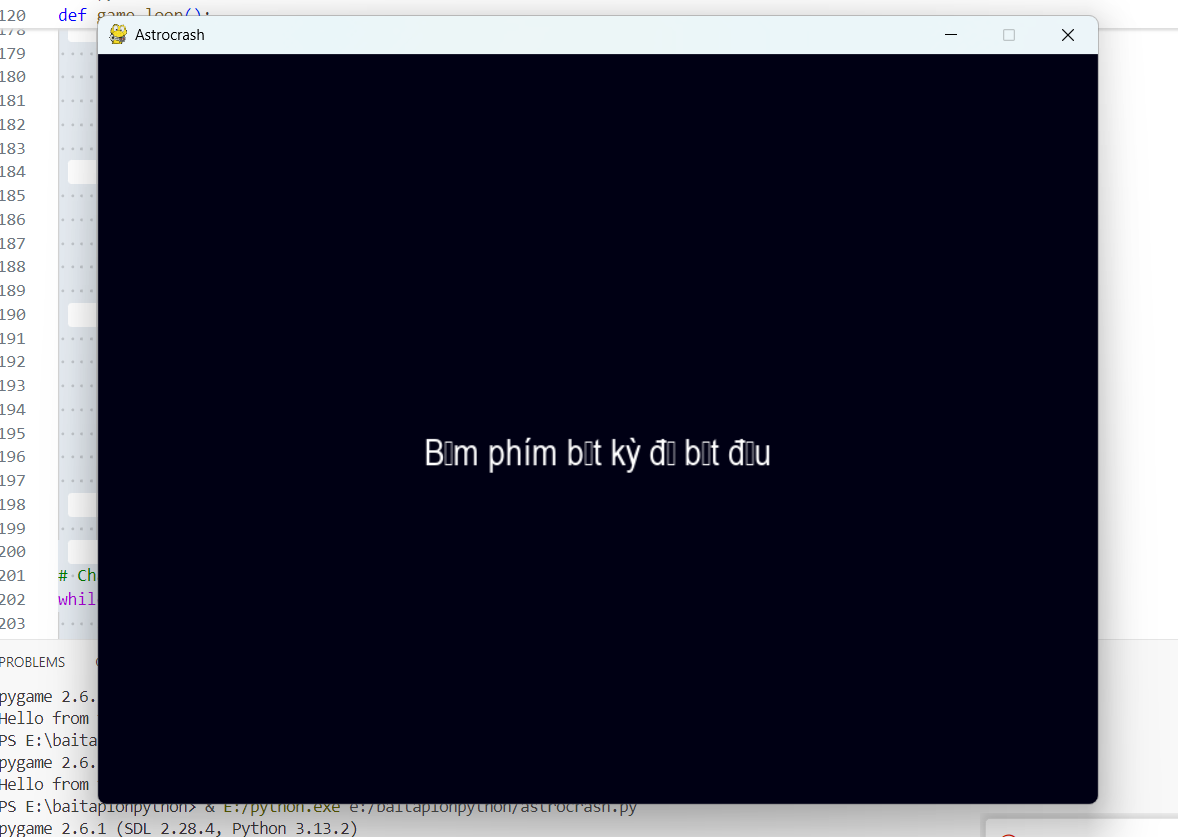 120 def game_loop():
Astrocrash
178
179
180
181
182
183
184
185
186
187
188
189
190
191
192
193
194
195
196
197
198
199
200
201 # Ch
202 whil
203
B▯m phím b▯t kỳ đ▯ b▯t đ▯u
PROBLEMS
pygame 2.6.
Hello from
PS E:\baita
pygame 2.6.
Hello from
PS E:\baitaplonpython> & E:/python.exe e:/baitaplonpython/astrocrash.py
pygame 2.6.1 (SDL 2.28.4, Python 3.13.2)